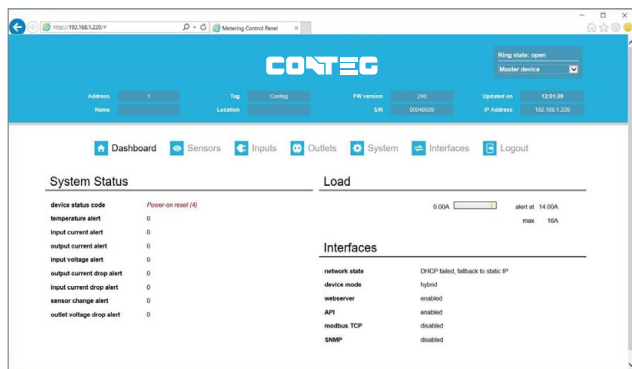 http://192.168.1.220/#
Metering Control Panel
CONTEG
Ring state: open
Master device
Address 1 Tag Conteg FW version 240 Updated on 12:01:39
Name Location S/N 00040929 IP Address 192.168.1.220
Dashboard Sensors Inputs Outlets System Interfaces Logout
System Status
device status code Power-on reset (4)
temperature alert 0
input current alert 0
output current alert 0
input voltage alert 0
output current drop alert 0
input current drop alert 0
sensor change alert 0
outlet voltage drop alert 0
Load
0.00A alert at 14.00A
max 16A
Interfaces
network state DHCP failed, fallback to static IP
device mode hybrid
webserver enabled
API enabled
modbus TCP disabled
SNMP disabled